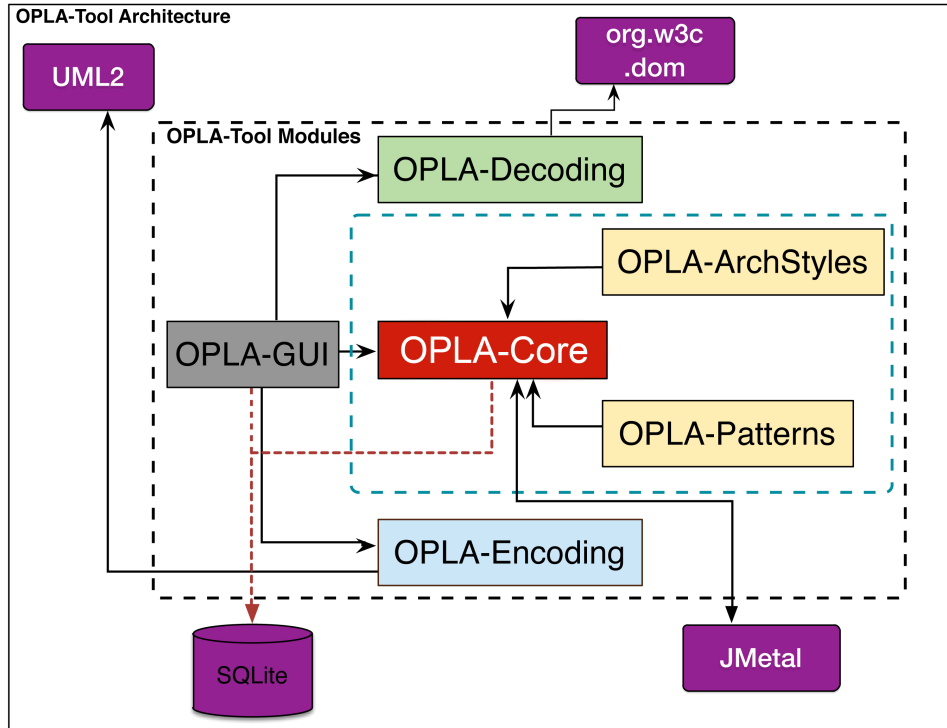 OPLA-Tool Architecture
UML2
org.w3c
.dom
OPLA-Tool Modules
OPLA-Decoding
OPLA-ArchStyles
OPLA-GUI
OPLA-Core
OPLA-Patterns
OPLA-Encoding
SQLite
JMetal